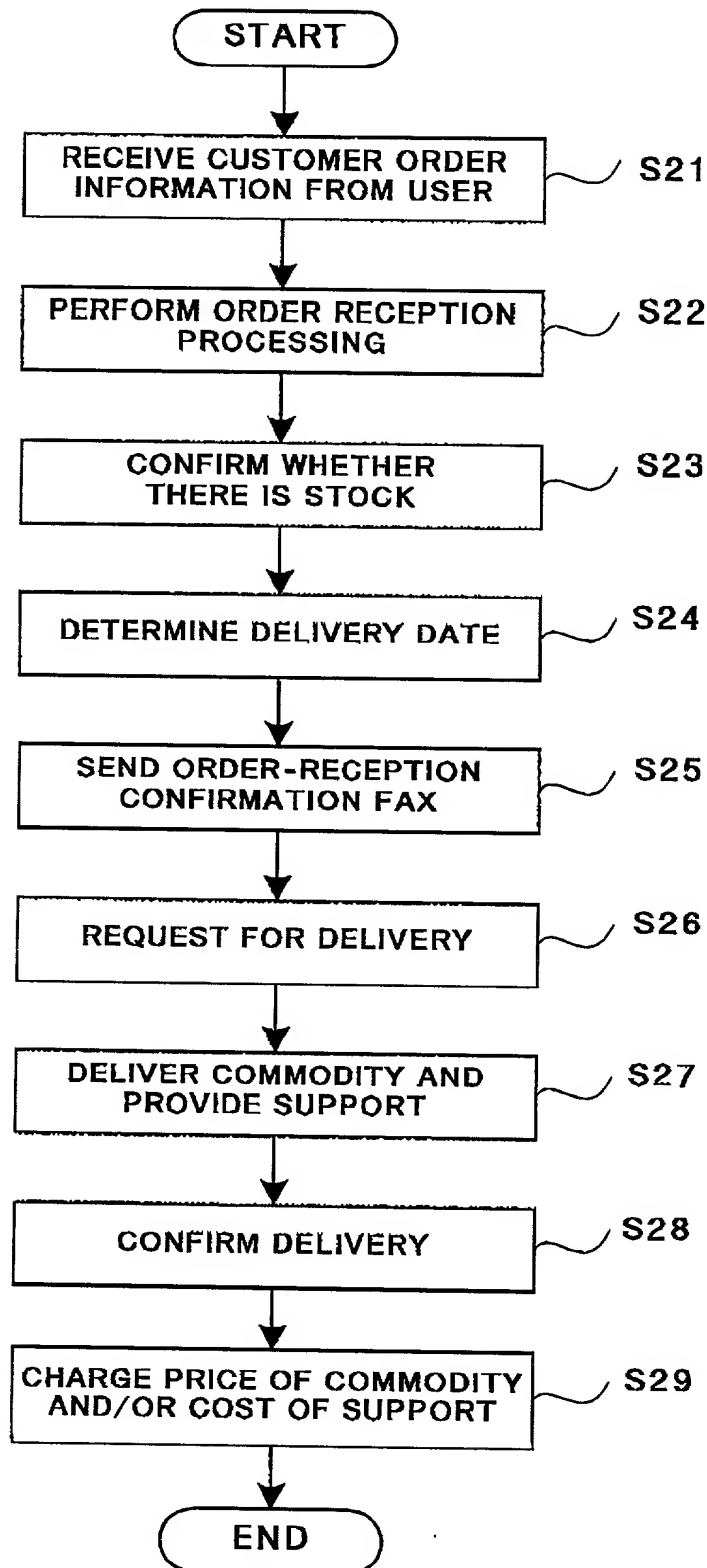 START
RECEIVE CUSTOMER ORDER
INFORMATION FROM USER
S21
PERFORM ORDER RECEPTION
PROCESSING
S22
CONFIRM WHETHER
THERE IS STOCK
S23
DETERMINE DELIVERY DATE
S24
SEND ORDER-RECEPTION
CONFIRMATION FAX
S25
REQUEST FOR DELIVERY
S26
DELIVER COMMODITY AND
PROVIDE SUPPORT
S27
CONFIRM DELIVERY
S28
CHARGE PRICE OF COMMODITY
AND/OR COST OF SUPPORT
S29
END